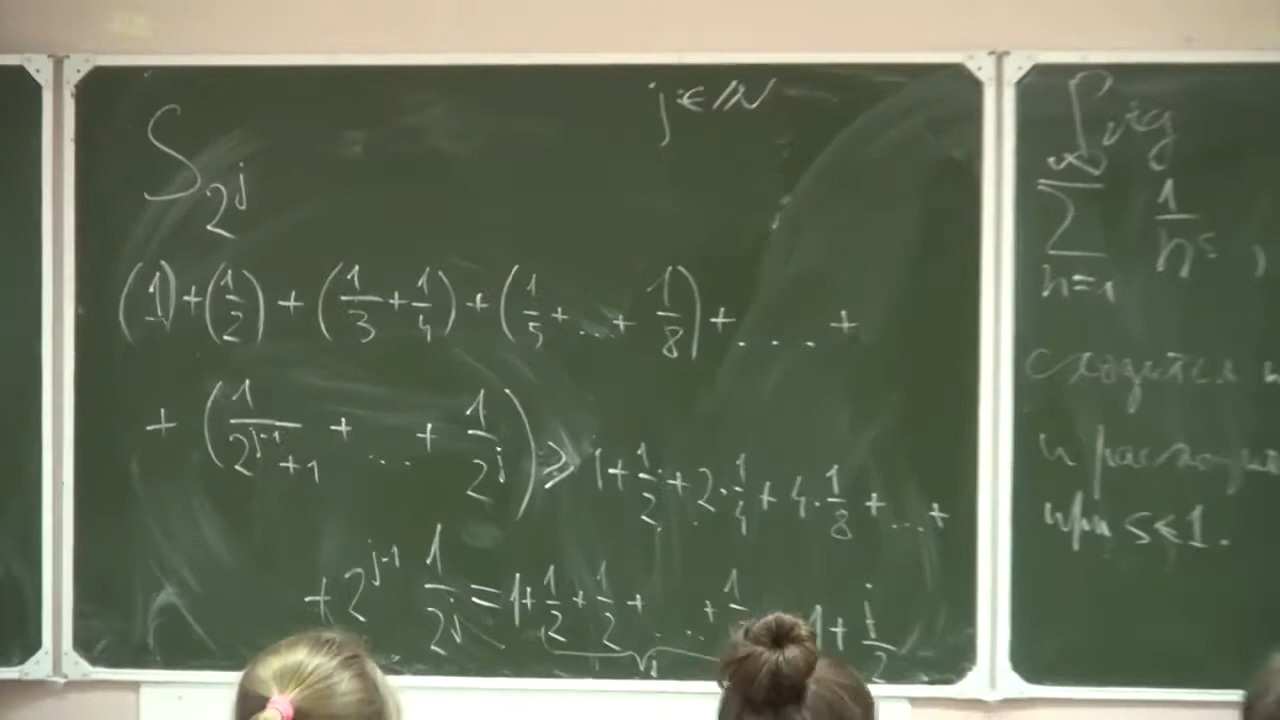 S_{2^j}
j ∈ ℕ
(1) + (1/2) + (1/3 + 1/4) + (1/5 + ... + 1/8) + .... +
+ (1/(2^{j-1}+1) + ... + 1/2^j) ⩾ 1 + 1/2 + 2·1/4 + 4·1/8 + ... +
+ 2^{j-1} 1/2^j = 1 + 1/2 + 1/2 + ... + 1 1 + j/2
Ряд
∑_{n=1}^{∞} 1/n^s ,
сходится
и
при s ⩽ 1.